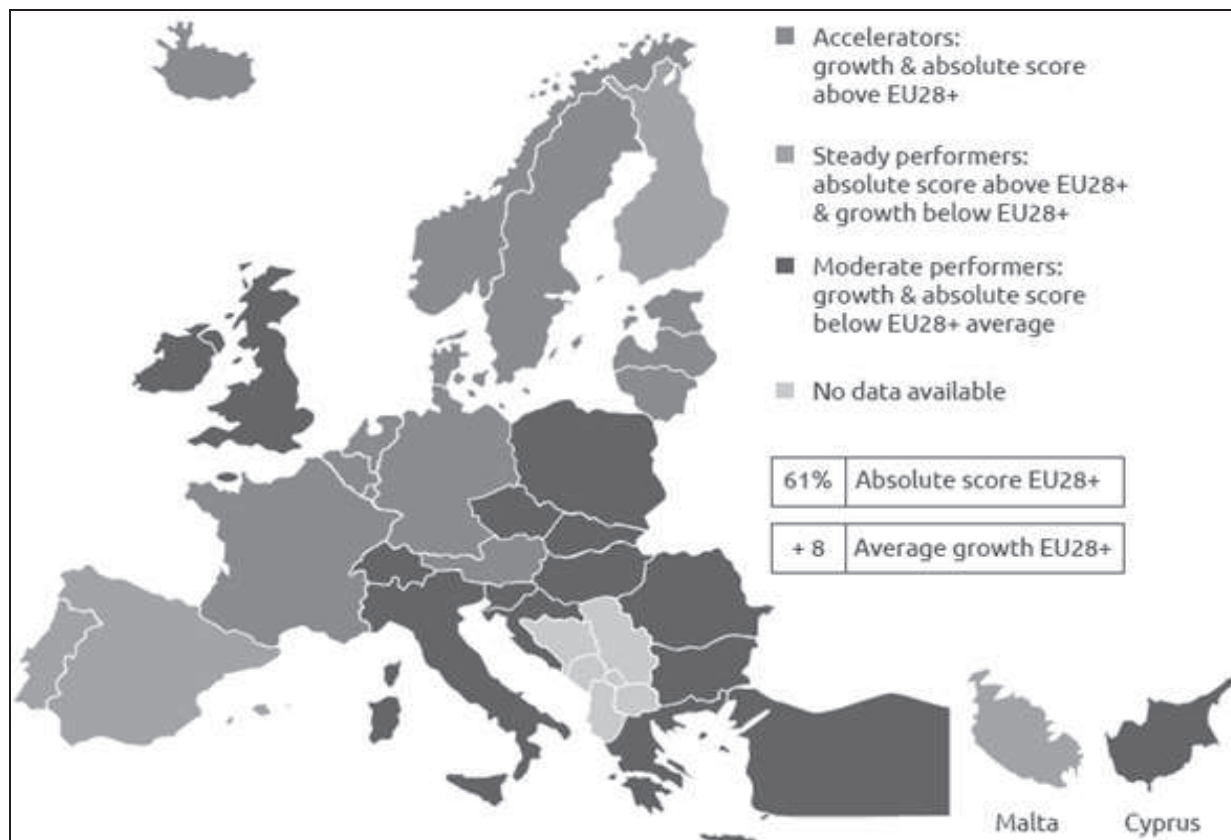 Accelerators:
growth & absolute score
above EU28+
Steady performers:
absolute score above EU28+
& growth below EU28+
Moderate performers:
growth & absolute score
below EU28+ average
No data available
61% Absolute score EU28+
+ 8 Average growth EU28+
Malta
Cyprus